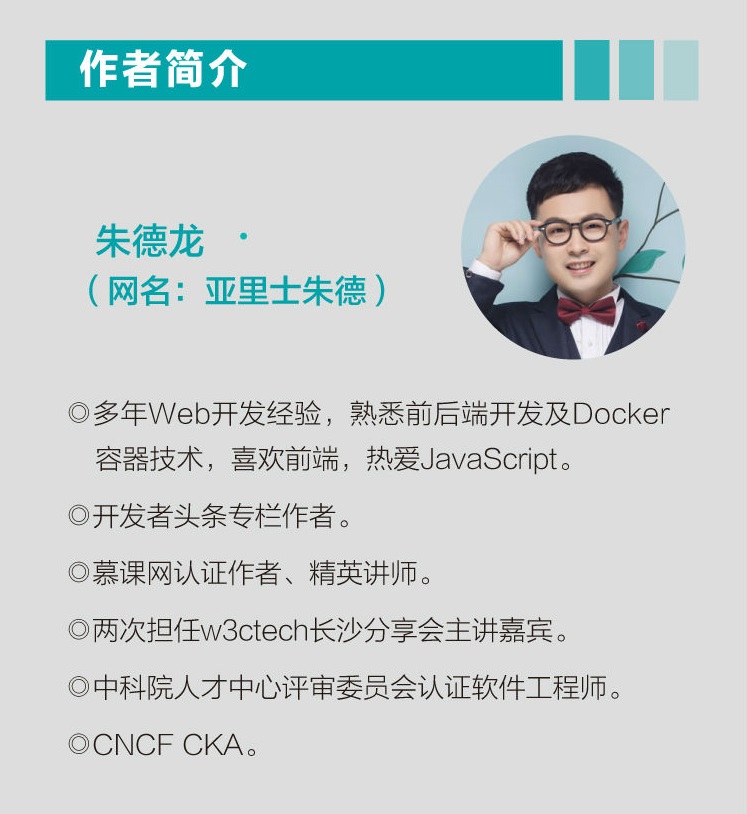 作者简介
朱德龙 ·
（网名：亚里士朱德）
◎多年Web开发经验，熟悉前后端开发及Docker
容器技术，喜欢前端，热爱JavaScript。
◎开发者头条专栏作者。
◎慕课网认证作者、精英讲师。
◎两次担任w3ctech长沙分享会主讲嘉宾。
◎中科院人才中心评审委员会认证软件工程师。
◎CNCF CKA。